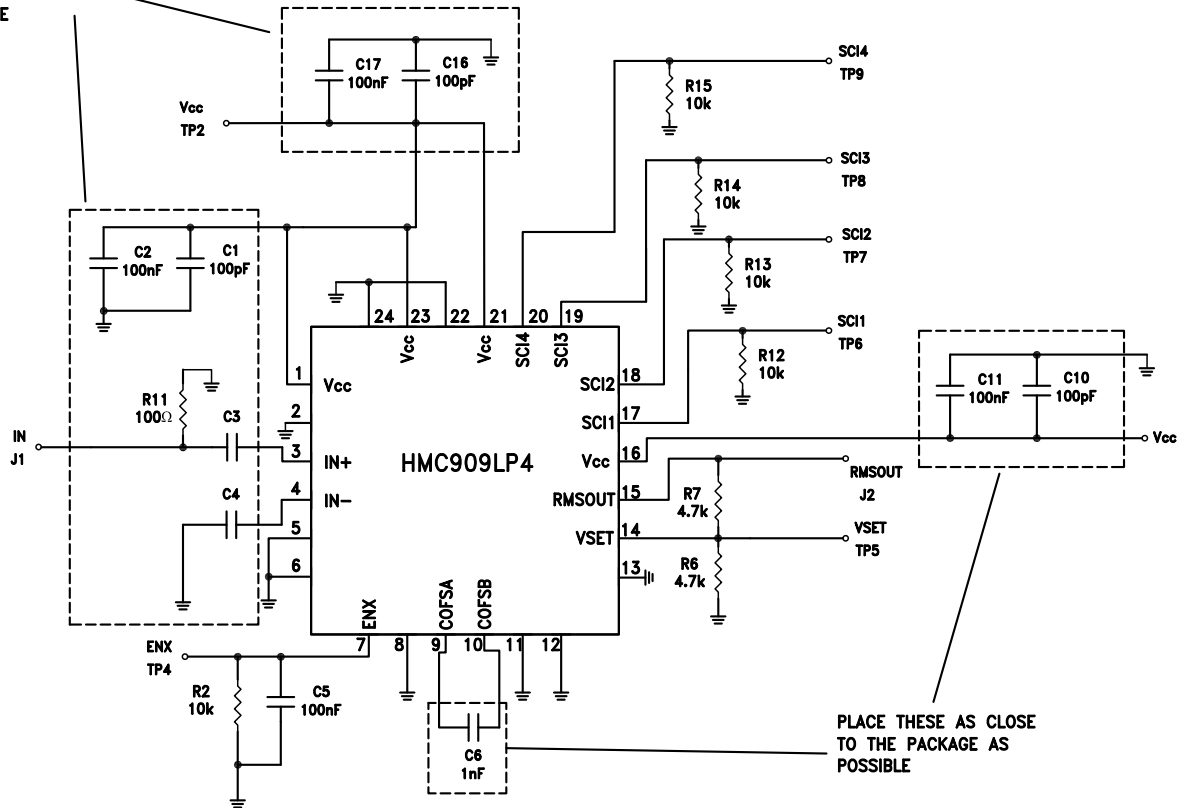 E
C17
100nF
C16
100pF
Vcc
TP2
SCI4
TP9
R15
10k
SCI3
TP8
R14
10k
SCI2
TP7
R13
10k
SCI1
TP6
R12
10k
C2
100nF
C1
100pF
24
23
22
21
20
19
Vcc
Vcc
SCI4
SCI3
1
Vcc
2
3
IN+
4
IN-
5
6
R11
100Ω
C3
C4
IN
J1
HMC909LP4
SCI2
18
SCI1
17
Vcc
16
RMSOUT
15
VSET
14
13
C11
100nF
C10
100pF
Vcc
R7
4.7k
RMSOUT
J2
VSET
TP5
R6
4.7k
ENX
COFSA
COFSB
7
8
9
10
11
12
ENX
TP4
R2
10k
C5
100nF
C6
1nF
PLACE THESE AS CLOSE
TO THE PACKAGE AS
POSSIBLE